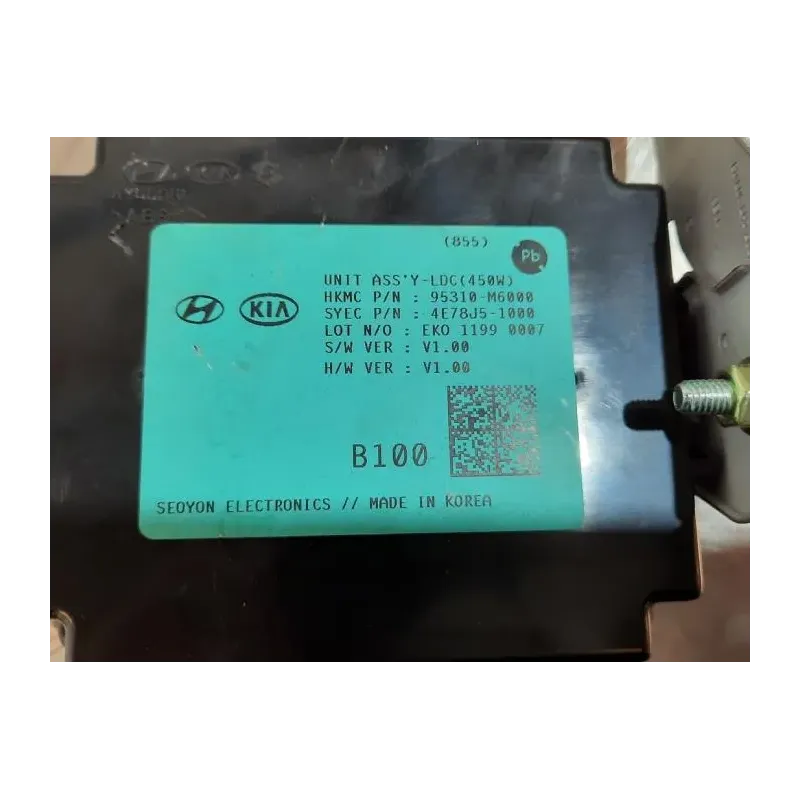 (855)
Pb
UNIT ASS'Y-LDC(450W)
HKMC P/N : 95310-M6000
KIA
SYEC P/N : 4E78J5-1000
LOT N/O : EKO 1199 0007
S/W VER : V1.00
H/W VER : V1.00
B100
SEOYON ELECTRONICS // MADE IN KOREA